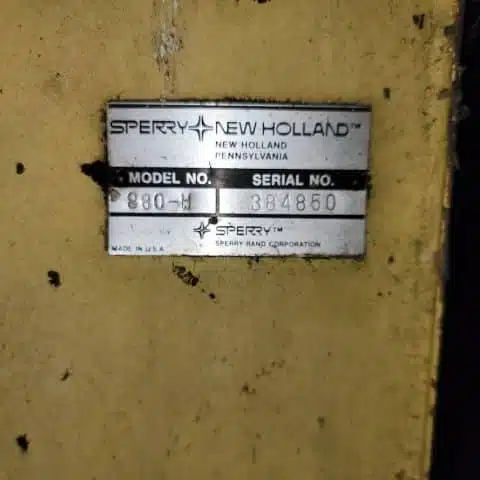 SPERRY NEW HOLLAND™
NEW HOLLAND
PENNSYLVANIA
MODEL NO. SERIAL NO.
880-W 384850
SPERRY™
MADE IN U.S.A. SPERRY RAND CORPORATION